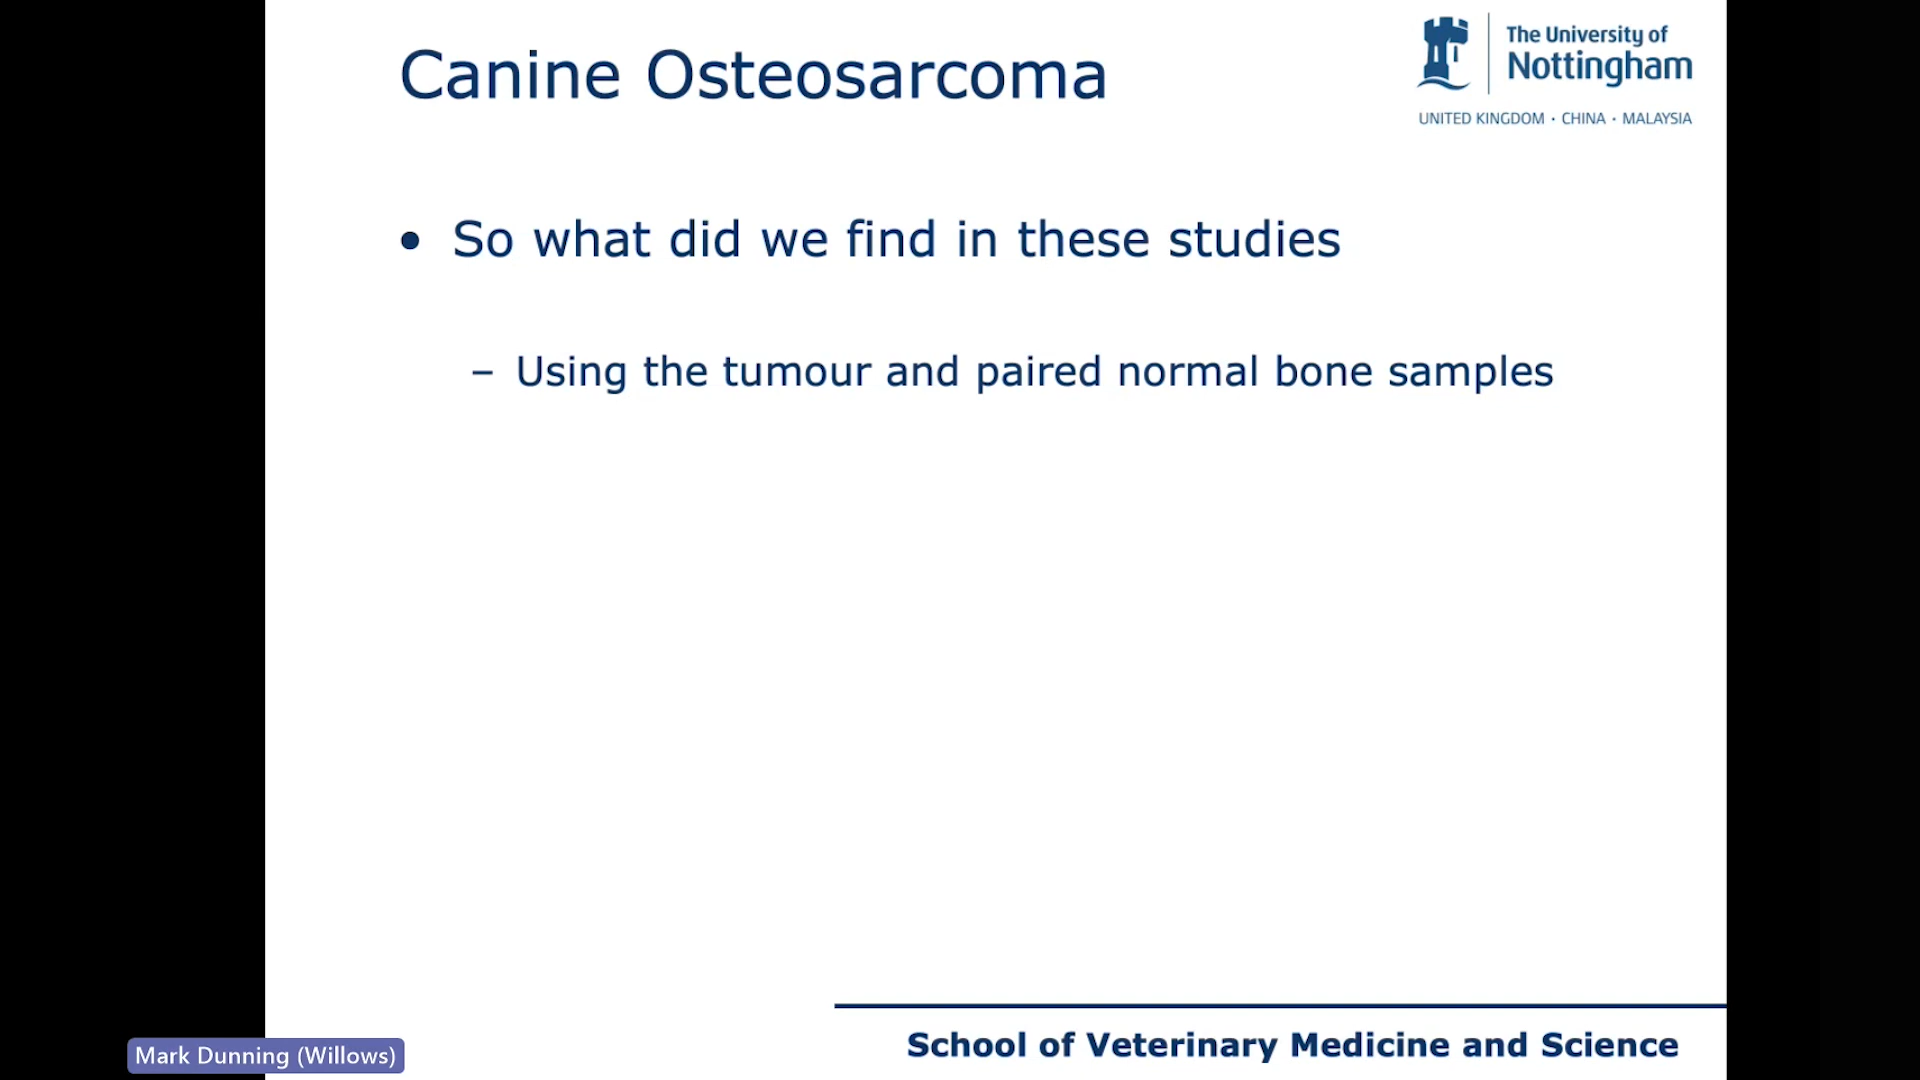 Canine Osteosarcoma
The University of
Nottingham
UNITED KINGDOM · CHINA · MALAYSIA
• So what did we find in these studies
– Using the tumour and paired normal bone samples
School of Veterinary Medicine and Science
Mark Dunning (Willows)